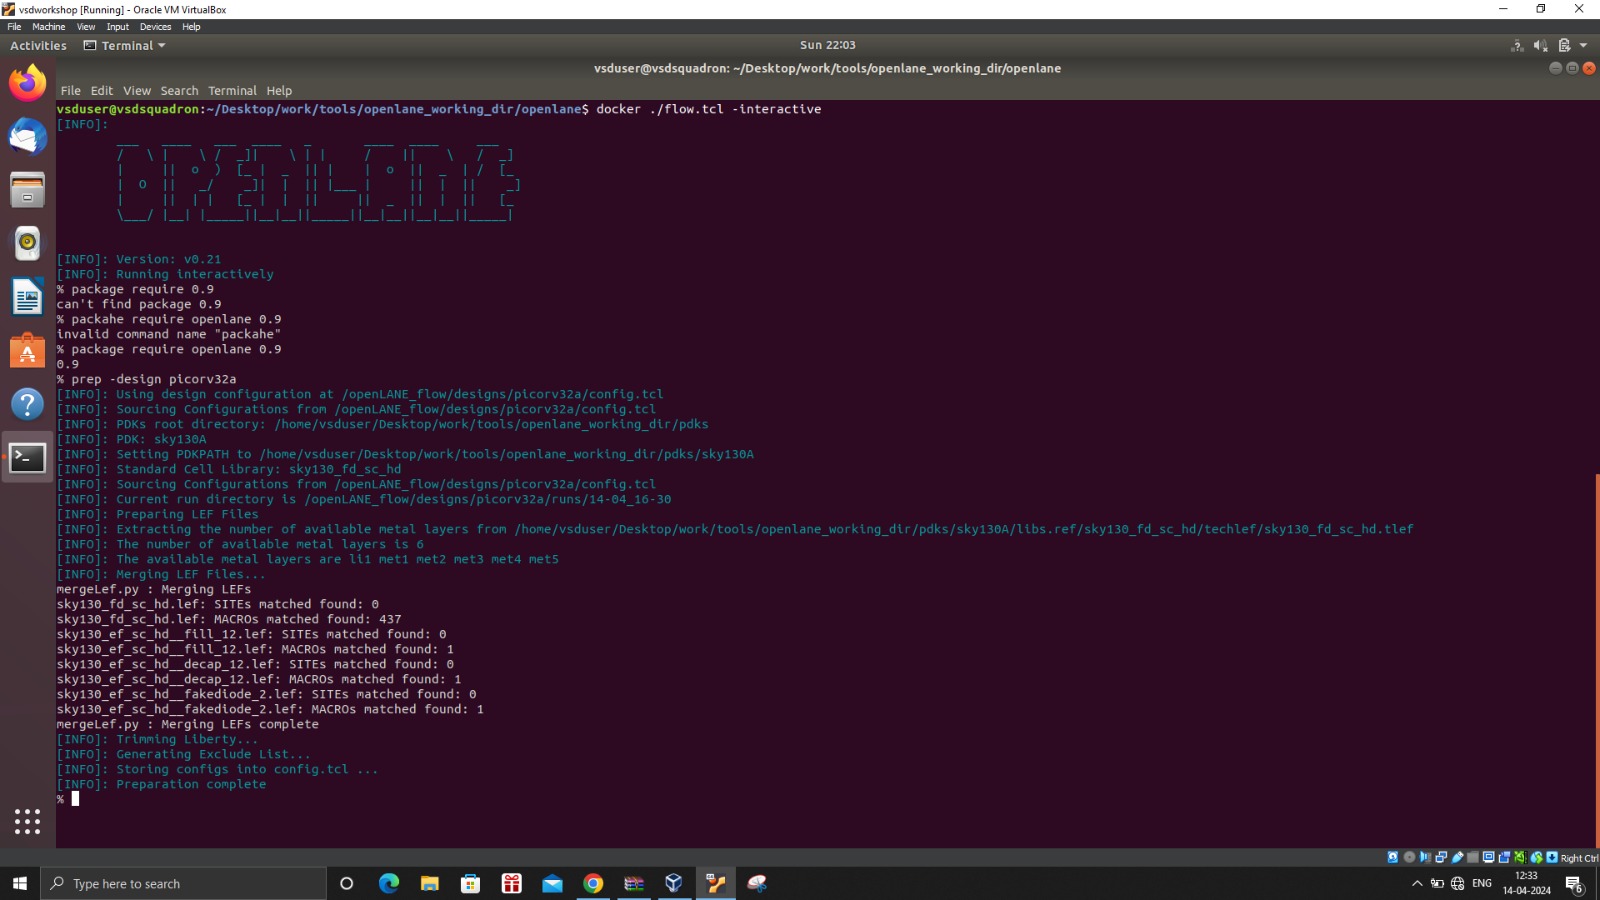 vsdworkshop [Running] - Oracle VM VirtualBox
File Machine View Input Devices Help
Activities Terminal Sun 22:03
vsduser@vsdsquadron: ~/Desktop/work/tools/openlane_working_dir/openlane
File Edit View Search Terminal Help
vsduser@vsdsquadron:~/Desktop/work/tools/openlane_working_dir/openlane$ docker ./flow.tcl -interactive
[INFO]:
OPENLANE
[INFO]: Version: v0.21
[INFO]: Running interactively
% package require 0.9
can't find package 0.9
% packahe require openlane 0.9
invalid command name "packahe"
% package require openlane 0.9
0.9
% prep -design picorv32a
[INFO]: Using design configuration at /openLANE_flow/designs/picorv32a/config.tcl
[INFO]: Sourcing Configurations from /openLANE_flow/designs/picorv32a/config.tcl
[INFO]: PDKs root directory: /home/vsduser/Desktop/work/tools/openlane_working_dir/pdks
[INFO]: PDK: sky130A
[INFO]: Setting PDKPATH to /home/vsduser/Desktop/work/tools/openlane_working_dir/pdks/sky130A
[INFO]: Standard Cell Library: sky130_fd_sc_hd
[INFO]: Sourcing Configurations from /openLANE_flow/designs/picorv32a/config.tcl
[INFO]: Current run directory is /openLANE_flow/designs/picorv32a/runs/14-04_16-30
[INFO]: Preparing LEF Files
[INFO]: Extracting the number of available metal layers from /home/vsduser/Desktop/work/tools/openlane_working_dir/pdks/sky130A/libs.ref/sky130_fd_sc_hd/techlef/sky130_fd_sc_hd.tlef
[INFO]: The number of available metal layers is 6
[INFO]: The available metal layers are li1 met1 met2 met3 met4 met5
[INFO]: Merging LEF Files...
mergeLef.py : Merging LEFs
sky130_fd_sc_hd.lef: SITEs matched found: 0
sky130_fd_sc_hd.lef: MACROs matched found: 437
sky130_ef_sc_hd__fill_12.lef: SITEs matched found: 0
sky130_ef_sc_hd__fill_12.lef: MACROs matched found: 1
sky130_ef_sc_hd__decap_12.lef: SITEs matched found: 0
sky130_ef_sc_hd__decap_12.lef: MACROs matched found: 1
sky130_ef_sc_hd__fakediode_2.lef: SITEs matched found: 0
sky130_ef_sc_hd__fakediode_2.lef: MACROs matched found: 1
mergeLef.py : Merging LEFs complete
[INFO]: Trimming Liberty...
[INFO]: Generating Exclude List...
[INFO]: Storing configs into config.tcl ...
[INFO]: Preparation complete
%
Right Ctrl
Type here to search
ENG
12:33
14-04-2024
6